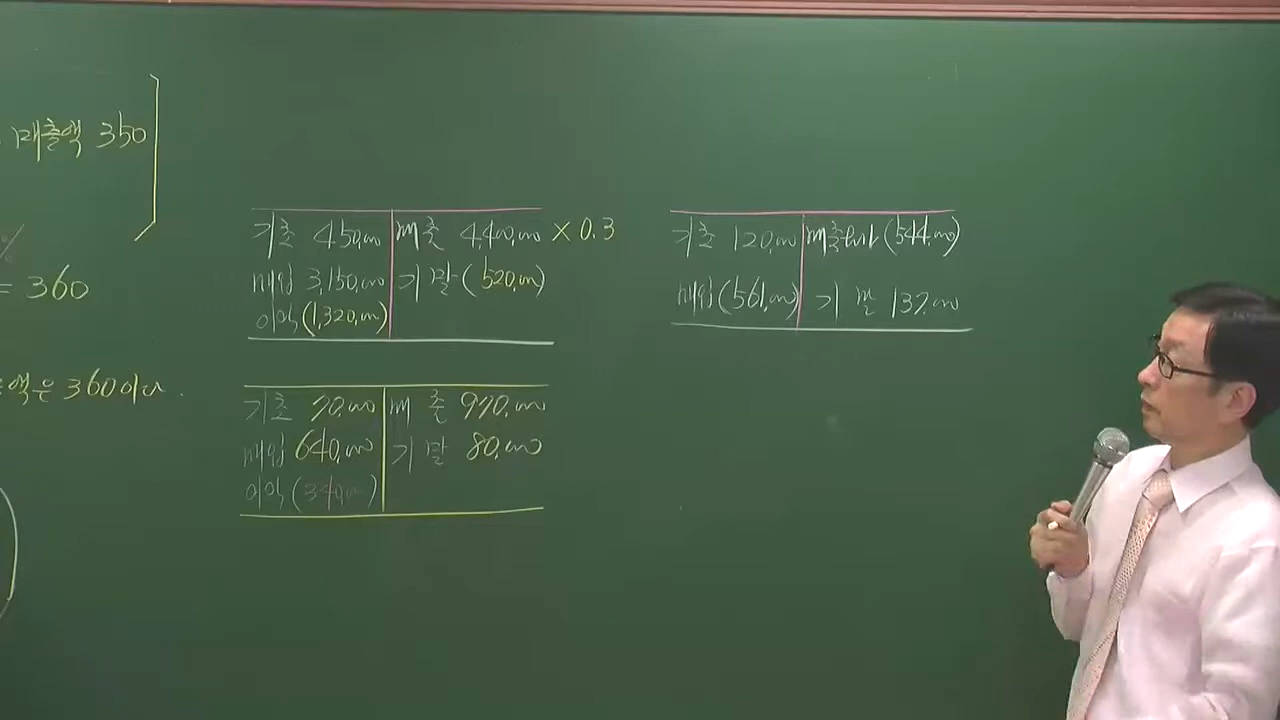 매출액 350
%
= 360
액은 360이다.
기초 450,000 매출 4,400,000 × 0.3
매입 3,150,000 기말 (520,000)
이익 (1,320,000)
기초 120,000 매출원가 (544,000)
매입 (561,000) 기말 137,000
기초 70,000 매출 970,000
매입 640,000 기말 80,000
이익 (340,000)